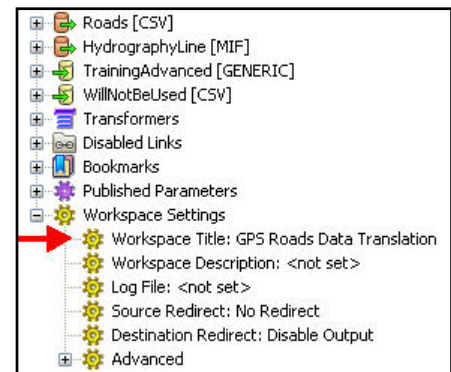 Roads [CSV]
HydrographyLine [MIF]
TrainingAdvanced [GENERIC]
WillNotBeUsed [CSV]
Transformers
Disabled Links
Bookmarks
Published Parameters
Workspace Settings
Workspace Title: GPS Roads Data Translation
Workspace Description: <not set>
Log File: <not set>
Source Redirect: No Redirect
Destination Redirect: Disable Output
Advanced